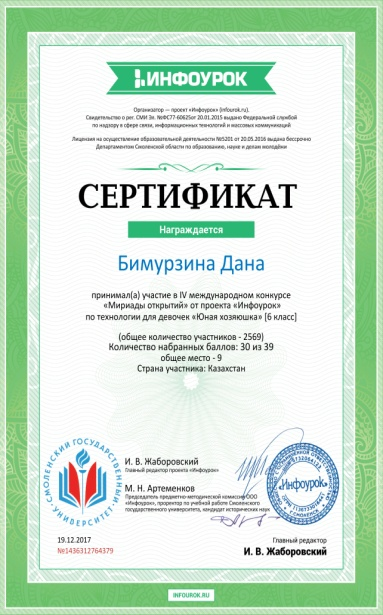 ИНФОУРОК
Организатор — проект «Инфоурок» (infourok.ru).
Свидетельство о рег. СМИ Эл. №ФС77-60625от 20.01.2015 выдано Федеральной службой
по надзору в сфере связи, информационных технологий и массовых коммуникаций
Лицензия на осуществление образовательной деятельности №5201 от 20.05.2016 выдано бессрочно
Департаментом Смоленской области по образованию, науке и делам молодёжи
СЕРТИФИКАТ
Награждается
Бимурзина Дана
принимал(а) участие в IV международном конкурсе
«Мириады открытий» от проекта «Инфоурок»
по технологии для девочек «Юная хозяюшка» [6 класс]
(общее количество участников - 2569)
Количество набранных баллов: 30 из 39
общее место - 9
Страна участника: Казахстан
СМОЛЕНСКИЙ ГОСУДАРСТВЕННЫЙ
УНИВЕРСИТЕТ
И. В. Жаборовский
Главный редактор проекта «Инфоурок»
М. Н. Артеменков
Председатель предметно-методической комиссии ООО
«Инфоурок», проректор по учебной работе Смоленского
государственного университета, кандидат исторических наук
«Инфоурок»
19.12.2017
№1436312764379
Главный редактор
И. В. Жаборовский
INFOUROK.RU